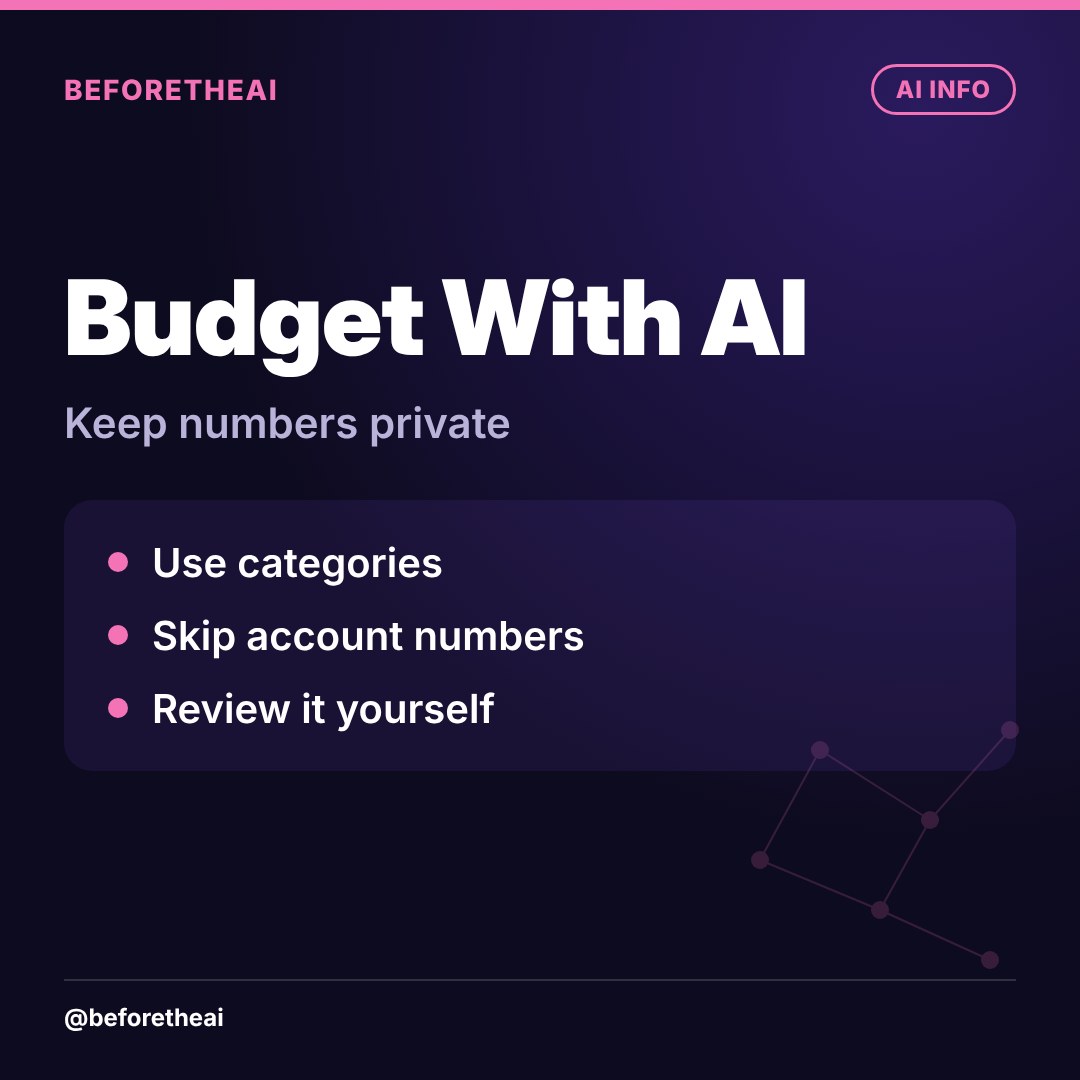 BEFORETHEAI
AI INFO
Budget With AI
Keep numbers private
Use categories
Skip account numbers
Review it yourself
@beforetheai